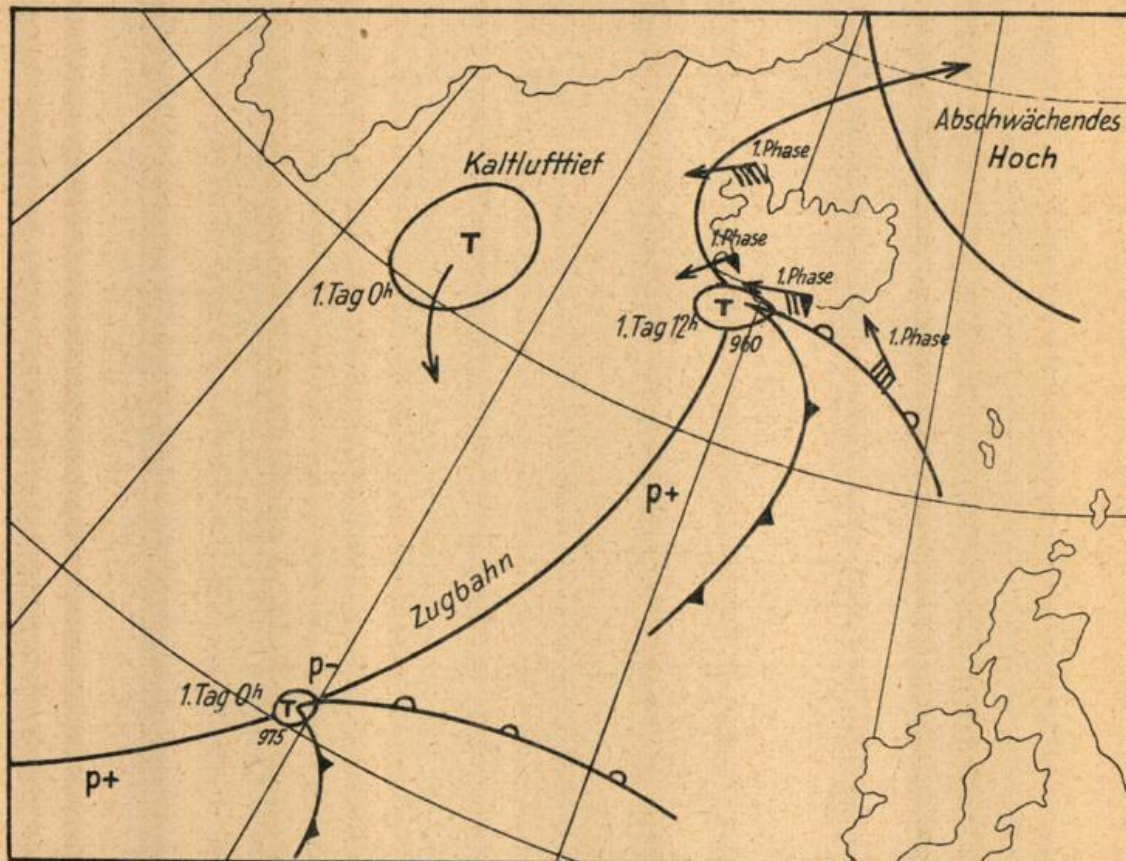 Abschwächendes
Hoch
1.Phase
Kaltlufttief
T
1.Tag 0h
1.Phase
1.Phase
T
1.Tag 12h
960
1.Phase
p+
Zugbahn
p-
1.Tag 0h
T
975
p+